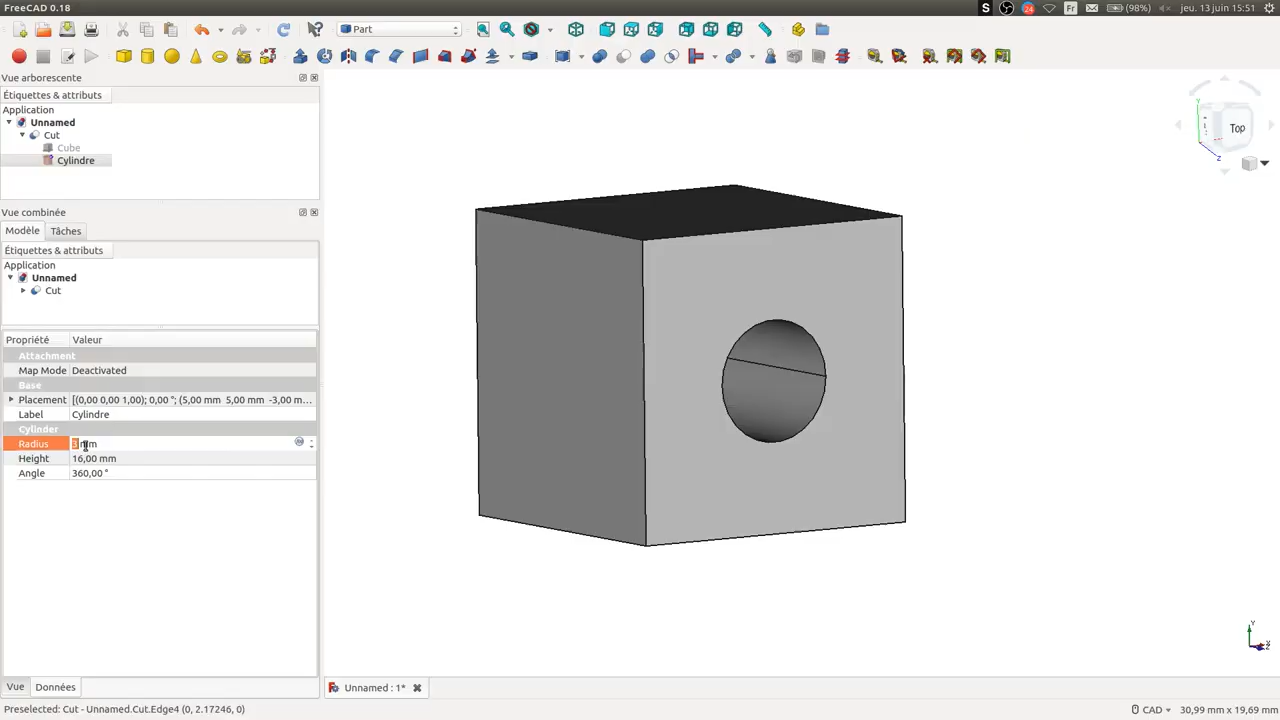 FreeCAD 0.18
S
24
Fr
(98%)
jeu. 13 juin 15:51
Part
Vue arborescente
Étiquettes & attributs
Application
Unnamed
Cut
Cube
Cylindre
Vue combinée
Modèle
Tâches
Étiquettes & attributs
Application
Unnamed
Cut
Propriété Valeur
Attachment
Map Mode Deactivated
Base
Placement [(0,00 0,00 1,00); 0,00 °; (5,00 mm 5,00 mm -3,00 m...
Label Cylindre
Cylinder
Radius 3 mm
Height 16,00 mm
Angle 360,00 °
Vue
Données
Top
Y
Z
Y
Unnamed : 1*
Preselected: Cut - Unnamed.Cut.Edge4 (0, 2.17246, 0)
CAD
30,99 mm x 19,69 mm